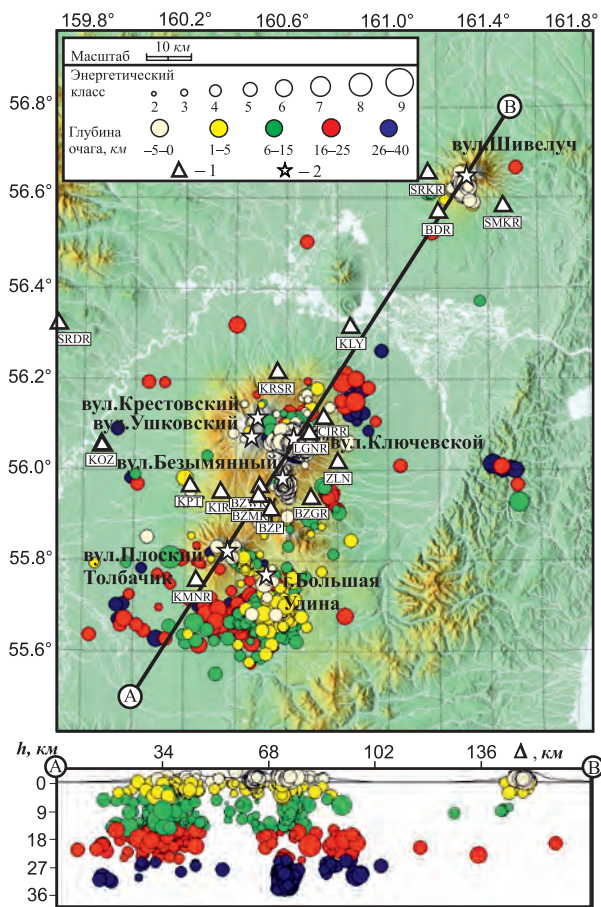 159.8° 160.2° 160.6° 161.0° 161.4° 161.8°
Масштаб 10 км
Энергетический
класс
2 3 4 5 6 7 8 9
Глубина
очага, км
–5–0 1–5 6–15 16–25 26–40
– 1 – 2
56.8°
56.6°
56.4°
56.2°
56.0°
55.8°
55.6°
B
вул.Шивелуч
SRKR
SMKR
BDR
SRDR
KLY
KRSR
вул.Крестовский
вул.Ушковский
CIRR
LGNR
вул.Ключевской
KOZ
вул.Безымянный
ZLN
KPT
KIR
BZWR
BZMR
BZGR
BZP
вул.Плоский
Толбачик
г.Большая
Удина
KMNR
A
h, км 34 68 102 136 Δ , км
A B
0
9
18
27
36